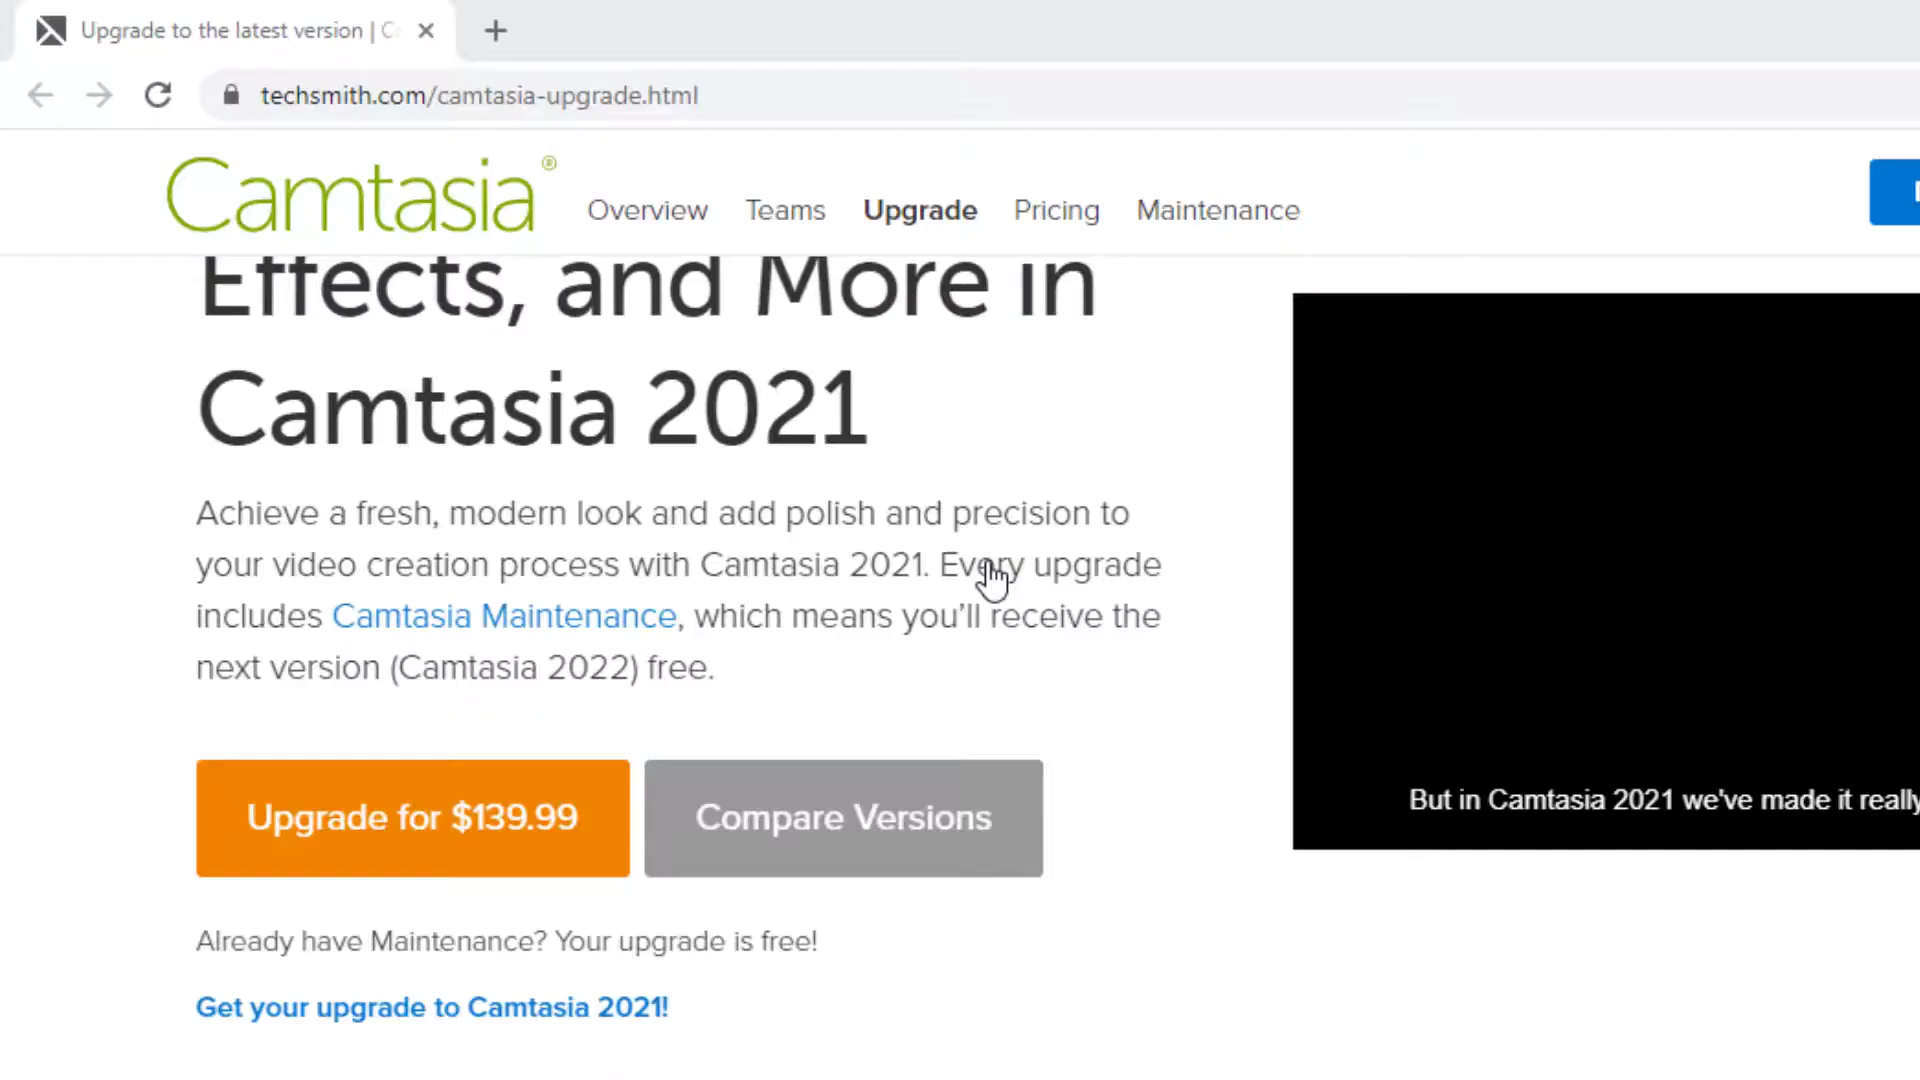 Upgrade to the latest version | C
techsmith.com/camtasia-upgrade.html
Camtasia®
Overview Teams Upgrade Pricing Maintenance
Effects, and More in
Camtasia 2021
Achieve a fresh, modern look and add polish and precision to
your video creation process with Camtasia 2021. Every upgrade
includes Camtasia Maintenance, which means you'll receive the
next version (Camtasia 2022) free.
But in Camtasia 2021 we've made it really
Upgrade for $139.99 Compare Versions
Already have Maintenance? Your upgrade is free!
Get your upgrade to Camtasia 2021!